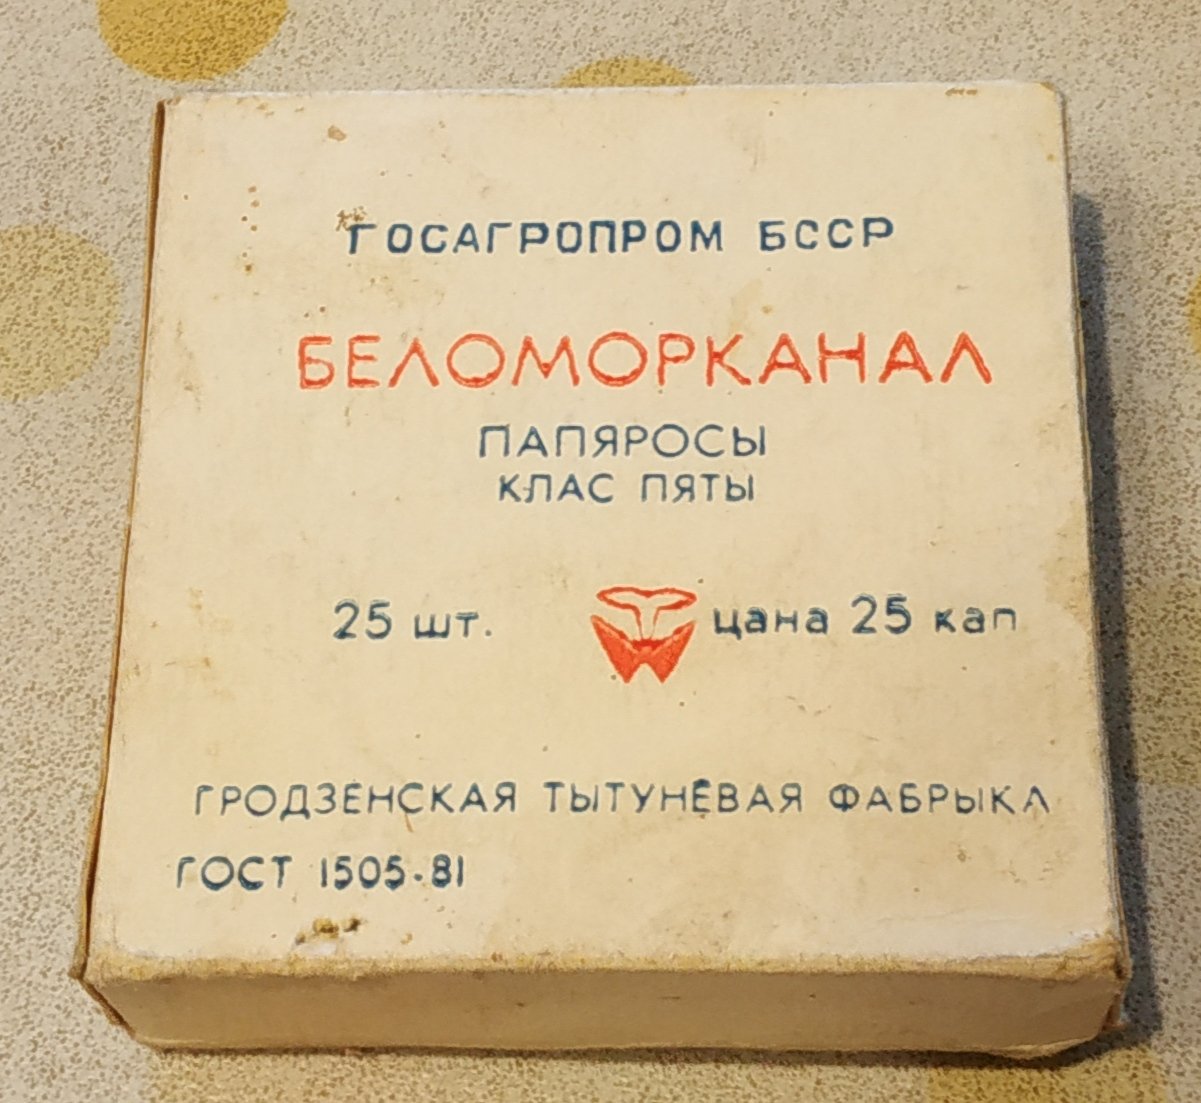 ГОСАГРОПРОМ БССР
БЕЛОМОРКАНАЛ
ПАПЯРОСЫ
КЛАС ПЯТЫ
25 шт. цана 25 кап
ГРОДЗЕНСКАЯ ТЫТУНЁВАЯ ФАБРЫКА
ГОСТ 1505-81